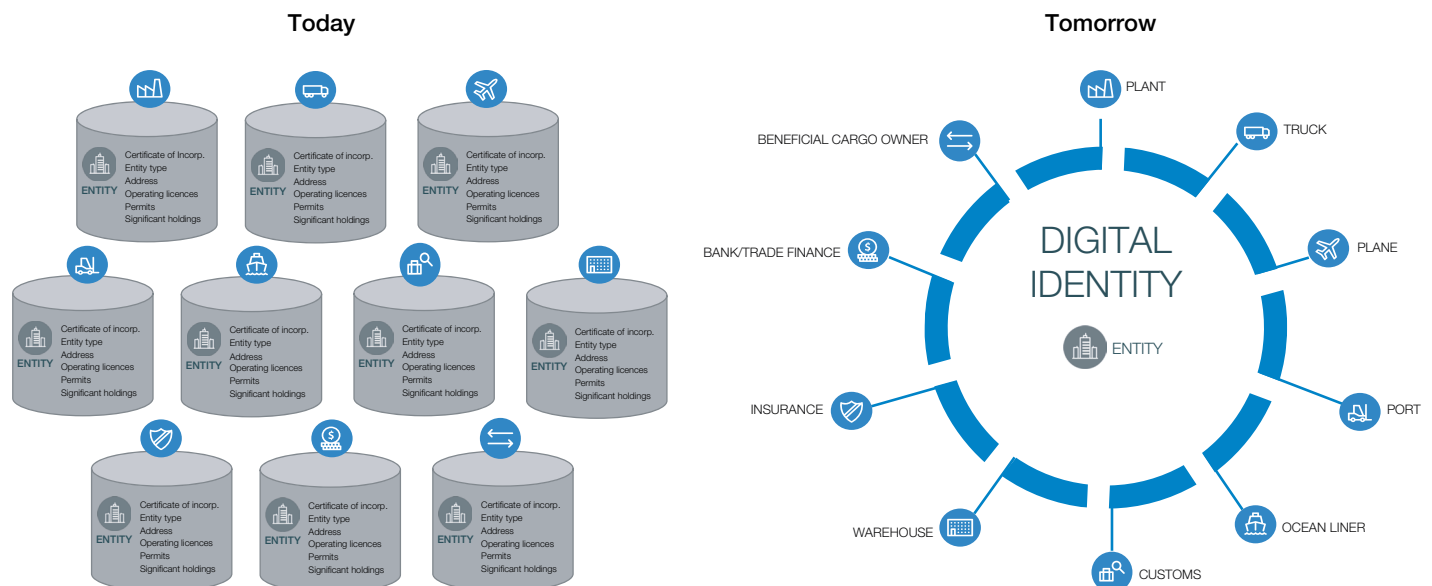 Today
Certificate of Incorp.
Entity type
Address
Operating licences
Permits
Significant holdings
ENTITY
Certificate of incorp.
Entity type
Address
Operating licences
Permits
Significant holdings
ENTITY
Certificate of incorp.
Entity type
Address
Operating licences
Permits
Significant holdings
ENTITY
Certificate of incorp.
Entity type
Address
Operating licences
Permits
Significant holdings
ENTITY
Certificate of incorp.
Entity type
Address
Operating licences
Permits
Significant holdings
ENTITY
Certificate of incorp.
Entity type
Address
Operating licences
Permits
Significant holdings
ENTITY
Certificate of incorp.
Entity type
Address
Operating licences
Permits
Significant holdings
ENTITY
Certificate of incorp.
Entity type
Address
Operating licences
Permits
Significant holdings
ENTITY
Certificate of incorp.
Entity type
Address
Operating licences
Permits
Significant holdings
ENTITY
Certificate of incorp.
Entity type
Address
Operating licences
Permits
Significant holdings
ENTITY
Tomorrow
PLANT
TRUCK
BENEFICIAL CARGO OWNER
PLANE
BANK/TRADE FINANCE
DIGITAL
IDENTITY
ENTITY
INSURANCE
PORT
WAREHOUSE
OCEAN LINER
CUSTOMS